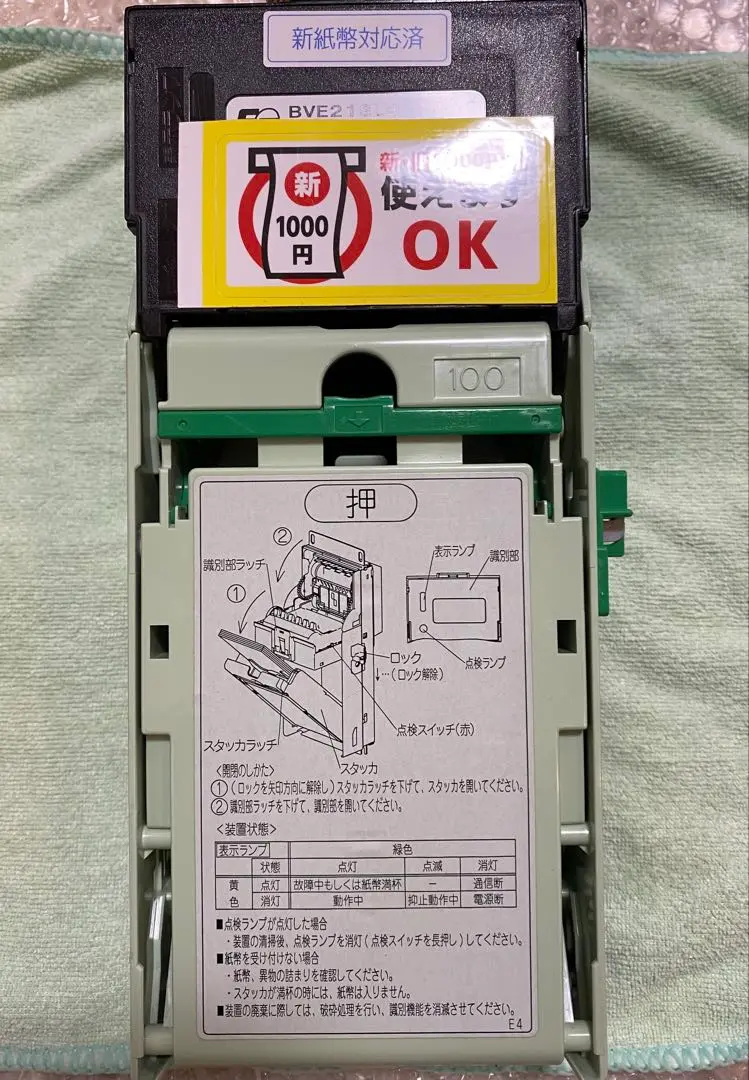 新紙幣対応済
BVE21
新
1000
円
新
使えます
OK
100
押
②
識別部ラッチ
①
表示ランプ
識別部
点検ランプ
ロック
↓…(ロック解除)
点検スイッチ(赤)
スタッカラッチ
スタッカ
<開閉のしかた>
①(ロックを矢印方向に解除し)スタッカラッチを下げて、スタッカを開いてください。
②識別部ラッチを下げて、識別部を開いてください。
<装置状態>
表示ランプ 緑色
状態 点灯 点滅 消灯
黄 点灯 故障中もしくは紙幣満杯 − 通信断
色 消灯 動作中 抑止動作中 電源断
■点検ランプが点灯した場合
・装置の清掃後、点検ランプを消灯(点検スイッチを長押し)してください。
■紙幣を受け付けない場合
・紙幣、異物の詰まりを確認してください。
・スタッカが満杯の時には、紙幣は入りません。
■装置の廃棄に際しては、破砕処理を行い、識別機能を消滅させてください。
E4